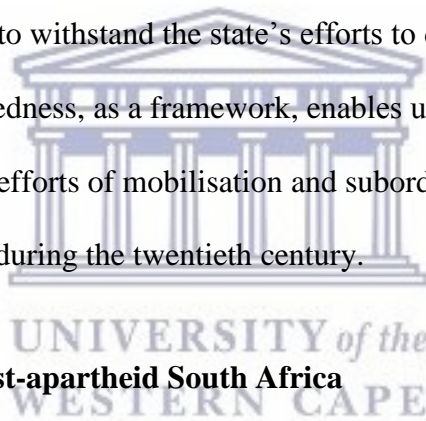 to withstand the state’s efforts to
edness, as a framework, enables u
efforts of mobilisation and subord
during the twentieth century.
UNIVERSITY of the
st-apartheid South Africa
WESTERN CAPE